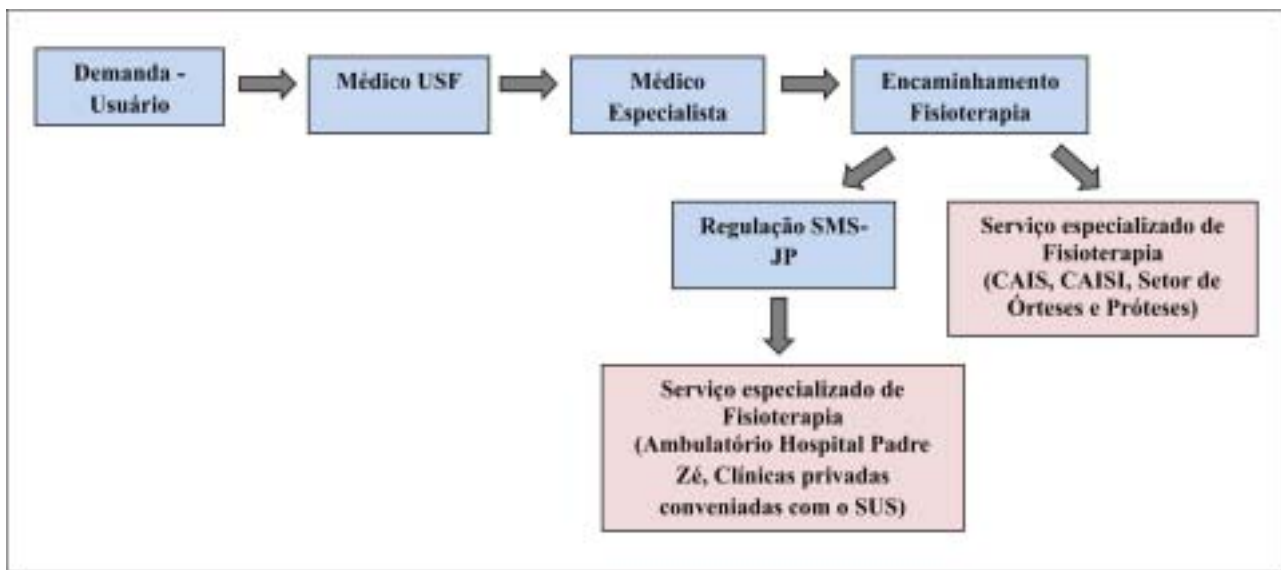 Demanda -
Usuário
Médico USF
Médico
Especialista
Encaminhamento
Fisioterapia
Regulação SMS-
JP
Serviço especializado de
Fisioterapia
(CAIS, CAISI, Setor de
Órteses e Próteses)
Serviço especializado de
Fisioterapia
(Ambulatório Hospital Padre
Zé, Clínicas privadas
conveniadas com o SUS)